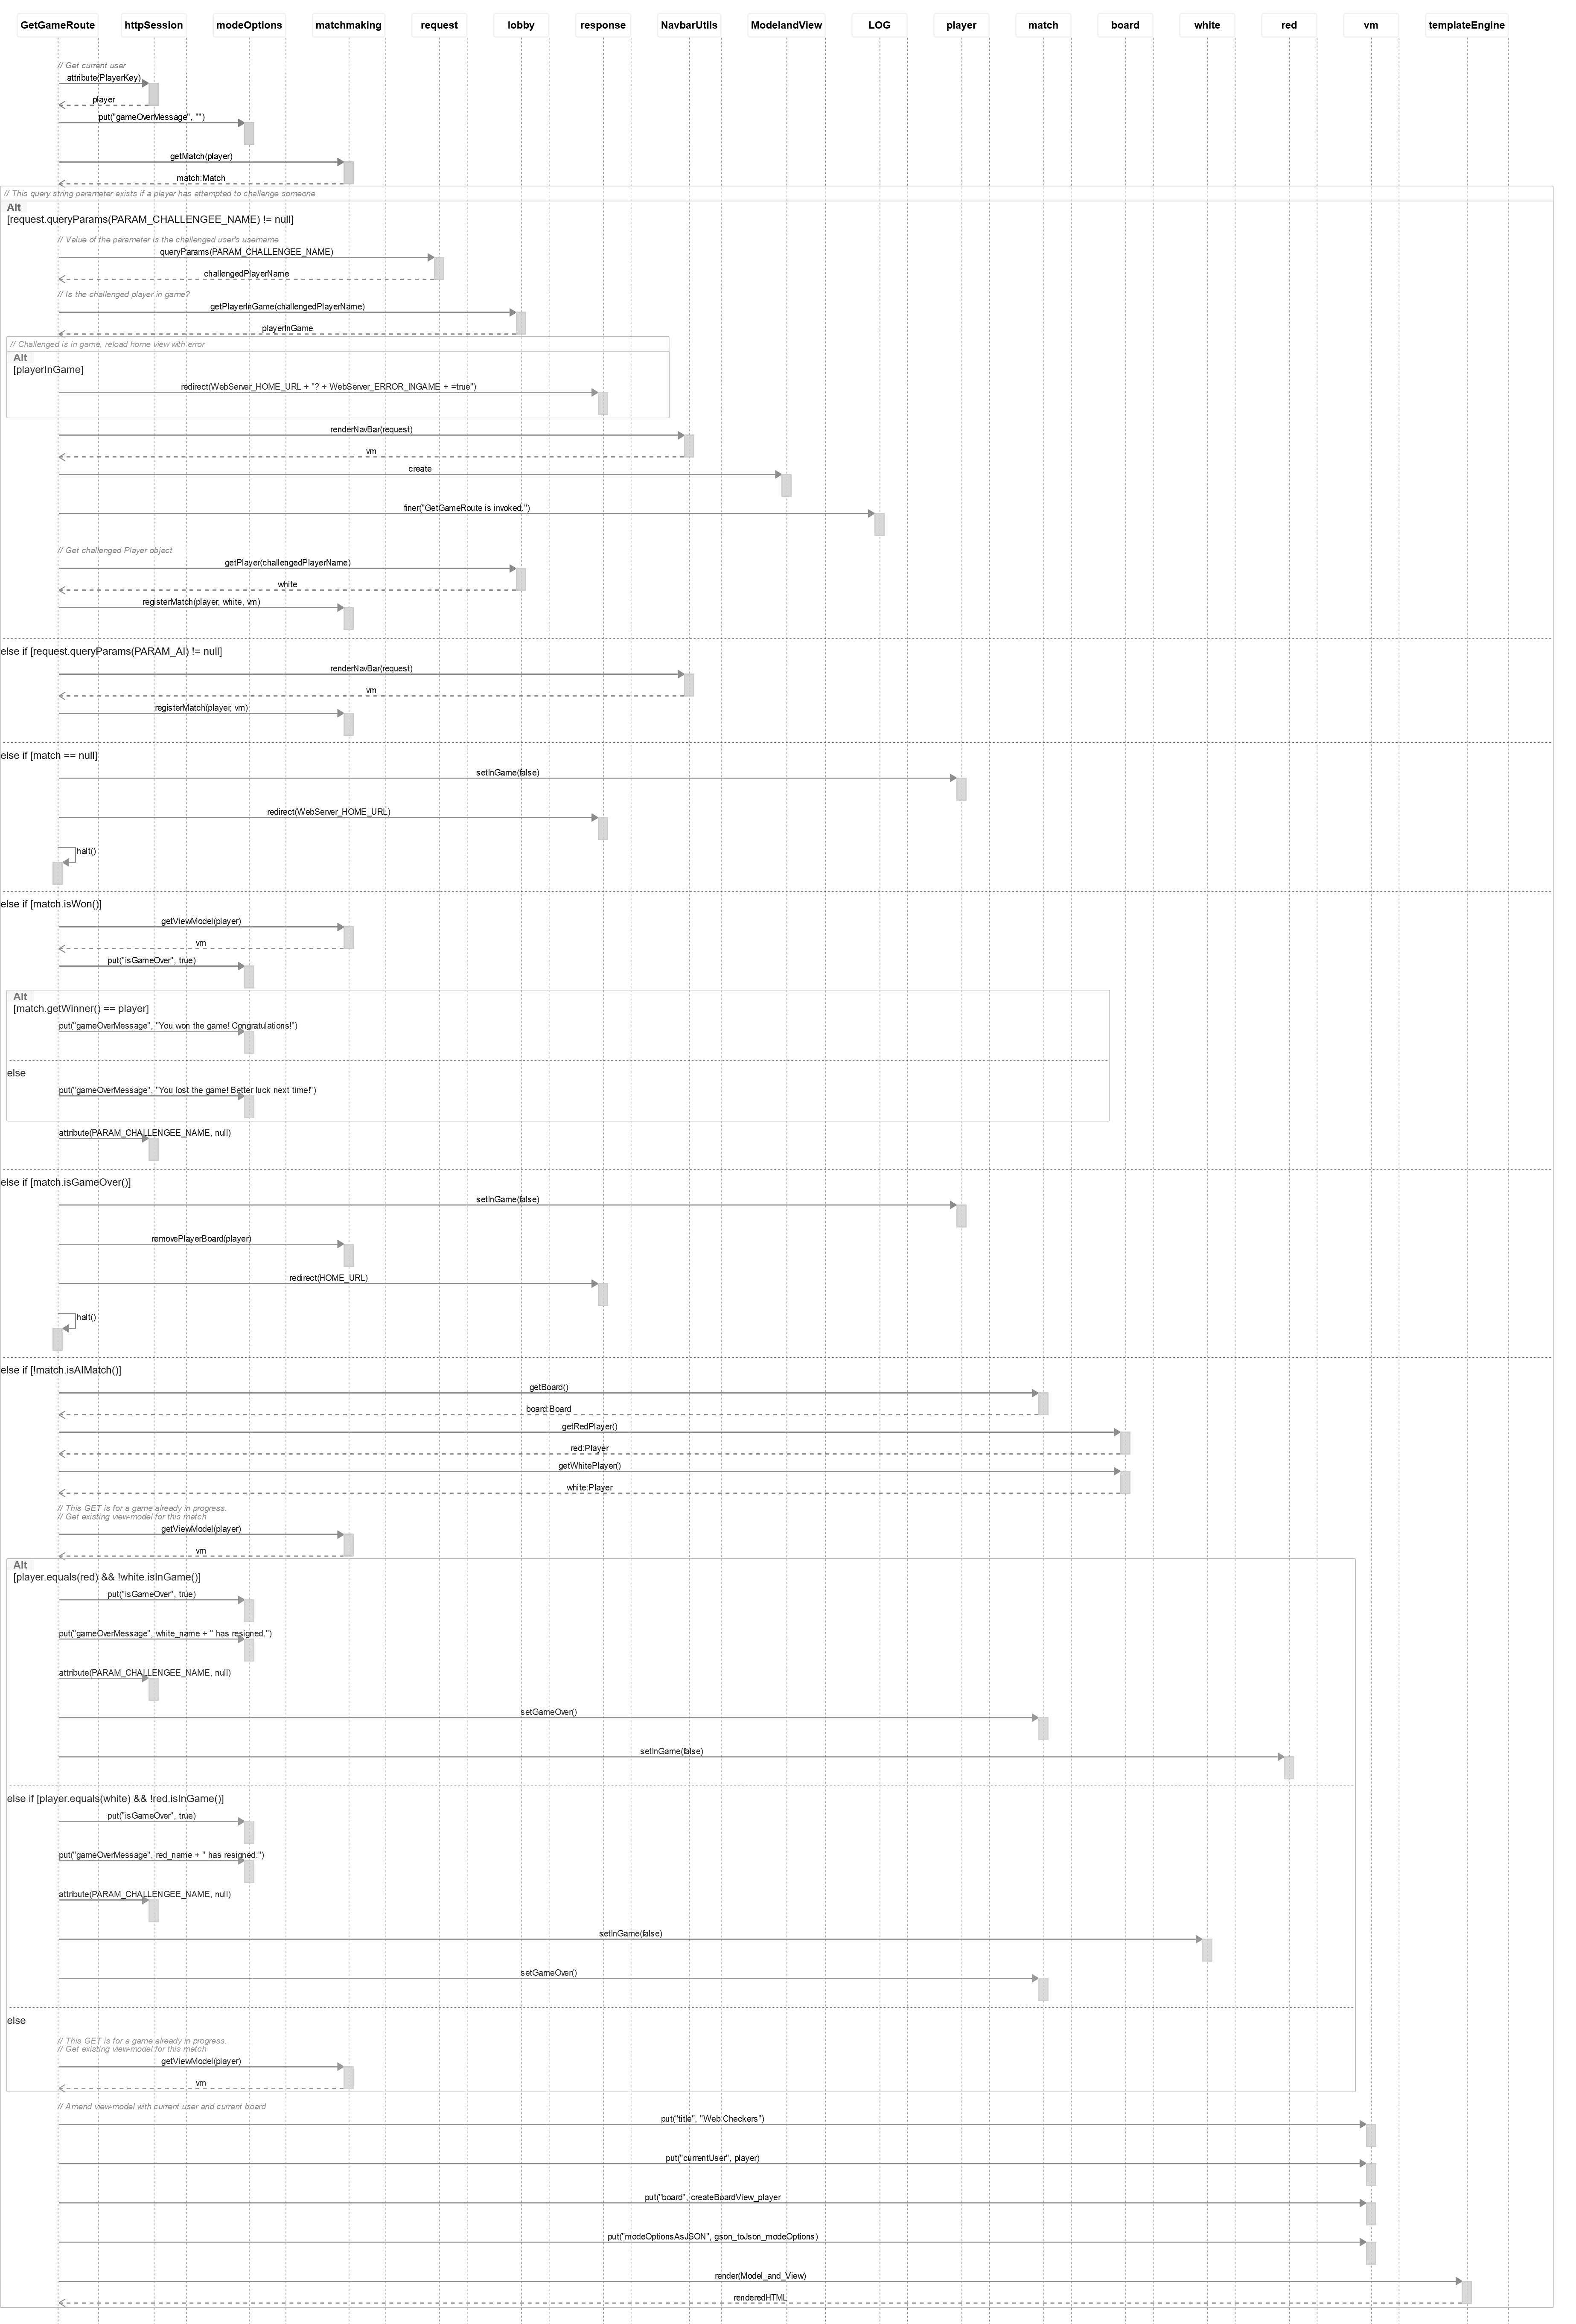 GetGameRoute httpSession modeOptions matchmaking request lobby response NavbarUtils ModelandView LOG player match board white red vm templateEngine
// Get current user
attribute(PlayerKey)
player
put("gameOverMessage", "")
getMatch(player)
match:Match
// This query string parameter exists if a player has attempted to challenge someone
Alt
[request.queryParams(PARAM_CHALLENGEE_NAME) != null]
// Value of the parameter is the challenged user's username
queryParams(PARAM_CHALLENGEE_NAME)
challengedPlayerName
// Is the challenged player in game?
getPlayerInGame(challengedPlayerName)
playerInGame
// Challenged is in game, reload home view with error
Alt
[playerInGame]
redirect(WebServer_HOME_URL + "? + WebServer_ERROR_INGAME + =true")
renderNavBar(request)
vm
create
finer("GetGameRoute is invoked.")
// Get challenged Player object
getPlayer(challengedPlayerName)
white
registerMatch(player, white, vm)
else if [request.queryParams(PARAM_AI) != null]
renderNavBar(request)
vm
registerMatch(player, vm)
else if [match == null]
setInGame(false)
redirect(WebServer_HOME_URL)
halt()
else if [match.isWon()]
getViewModel(player)
vm
put("isGameOver", true)
Alt
[match.getWinner() == player]
put("gameOverMessage", "You won the game! Congratulations!")
else
put("gameOverMessage", "You lost the game! Better luck next time!")
attribute(PARAM_CHALLENGEE_NAME, null)
else if [match.isGameOver()]
setInGame(false)
removePlayerBoard(player)
redirect(HOME_URL)
halt()
else if [!match.isAIMatch()]
getBoard()
board:Board
getRedPlayer()
red:Player
getWhitePlayer()
white:Player
// This GET is for a game already in progress.
// Get existing view-model for this match
getViewModel(player)
vm
Alt
[player.equals(red) && !white.isInGame()]
put("isGameOver", true)
put("gameOverMessage", white_name + " has resigned.")
attribute(PARAM_CHALLENGEE_NAME, null)
setGameOver()
setInGame(false)
else if [player.equals(white) && !red.isInGame()]
put("isGameOver", true)
put("gameOverMessage", red_name + " has resigned.")
attribute(PARAM_CHALLENGEE_NAME, null)
setInGame(false)
setGameOver()
else
// This GET is for a game already in progress.
// Get existing view-model for this match
getViewModel(player)
vm
// Amend view-model with current user and current board
put("title", "Web Checkers")
put("currentUser", player)
put("board", createBoardView_player
put("modeOptionsAsJSON", gson_toJson_modeOptions)
render(Model_and_View)
renderedHTML